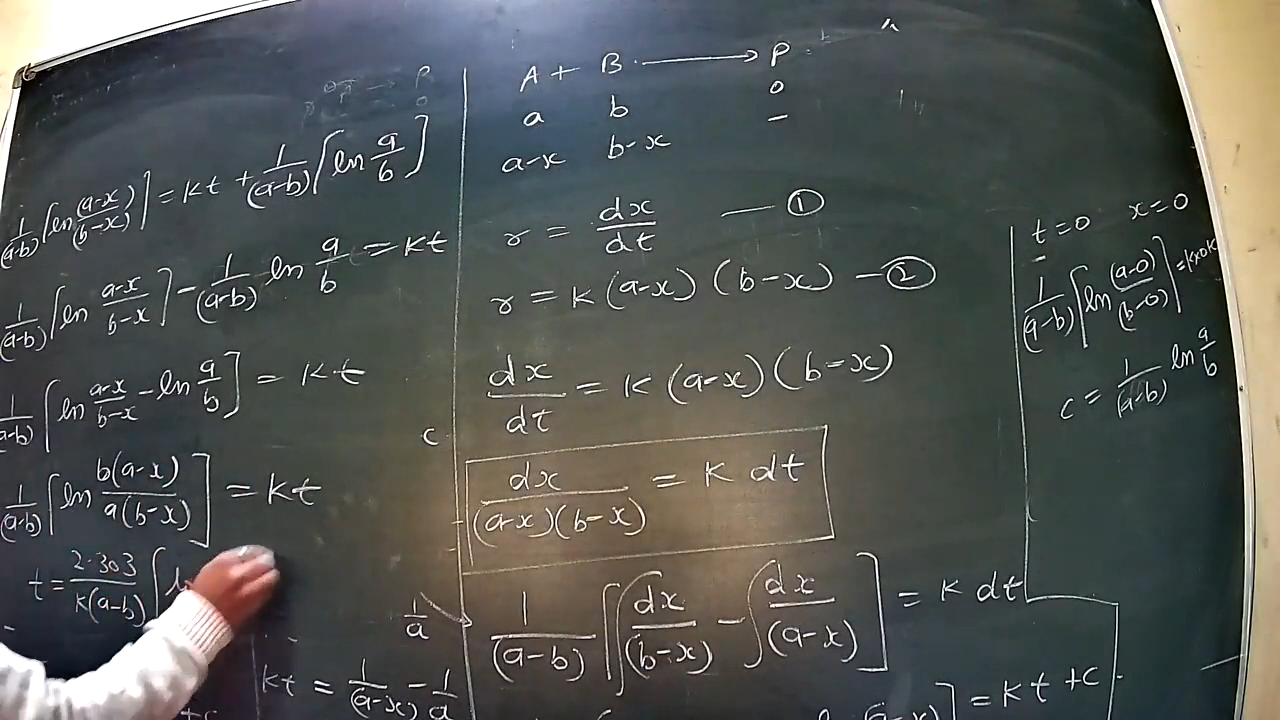 1/(a-b) [ln (a-x)/(b-x)] = kt + 1/(a-b) [ln a/b]
1/(a-b) [ln a-x/b-x] - 1/(a-b) ln a/b = kt
1/(a-b) [ln a-x/b-x - ln a/b] = kt
1/(a-b) [ln b(a-x)/a(b-x)] = kt
t = 2.303/k(a-b) [l
1/a
kt = 1/(a-x) - 1/a
+c
A + B ⟶ P
a b 0
a-x b-x -
r = dx/dt — ①
r = k (a-x) (b-x) — ②
dx/dt = k (a-x) (b-x)
c
dx/(a-x)(b-x) = k dt
1/(a-b) [∫dx/(b-x) - ∫dx/(a-x)] = k dt
(a-x)] = kt + c
t=0 x=0
1/(a-b) [ln (a-0)/(b-0)] = k×0
c = 1/(a-b) ln a/b